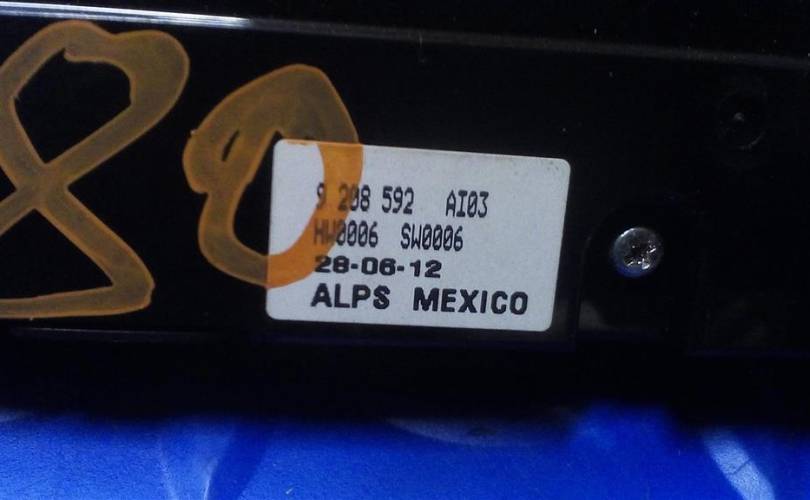 80
9 208 592 AI03
HW0006 SW0006
28-06-12
ALPS MEXICO